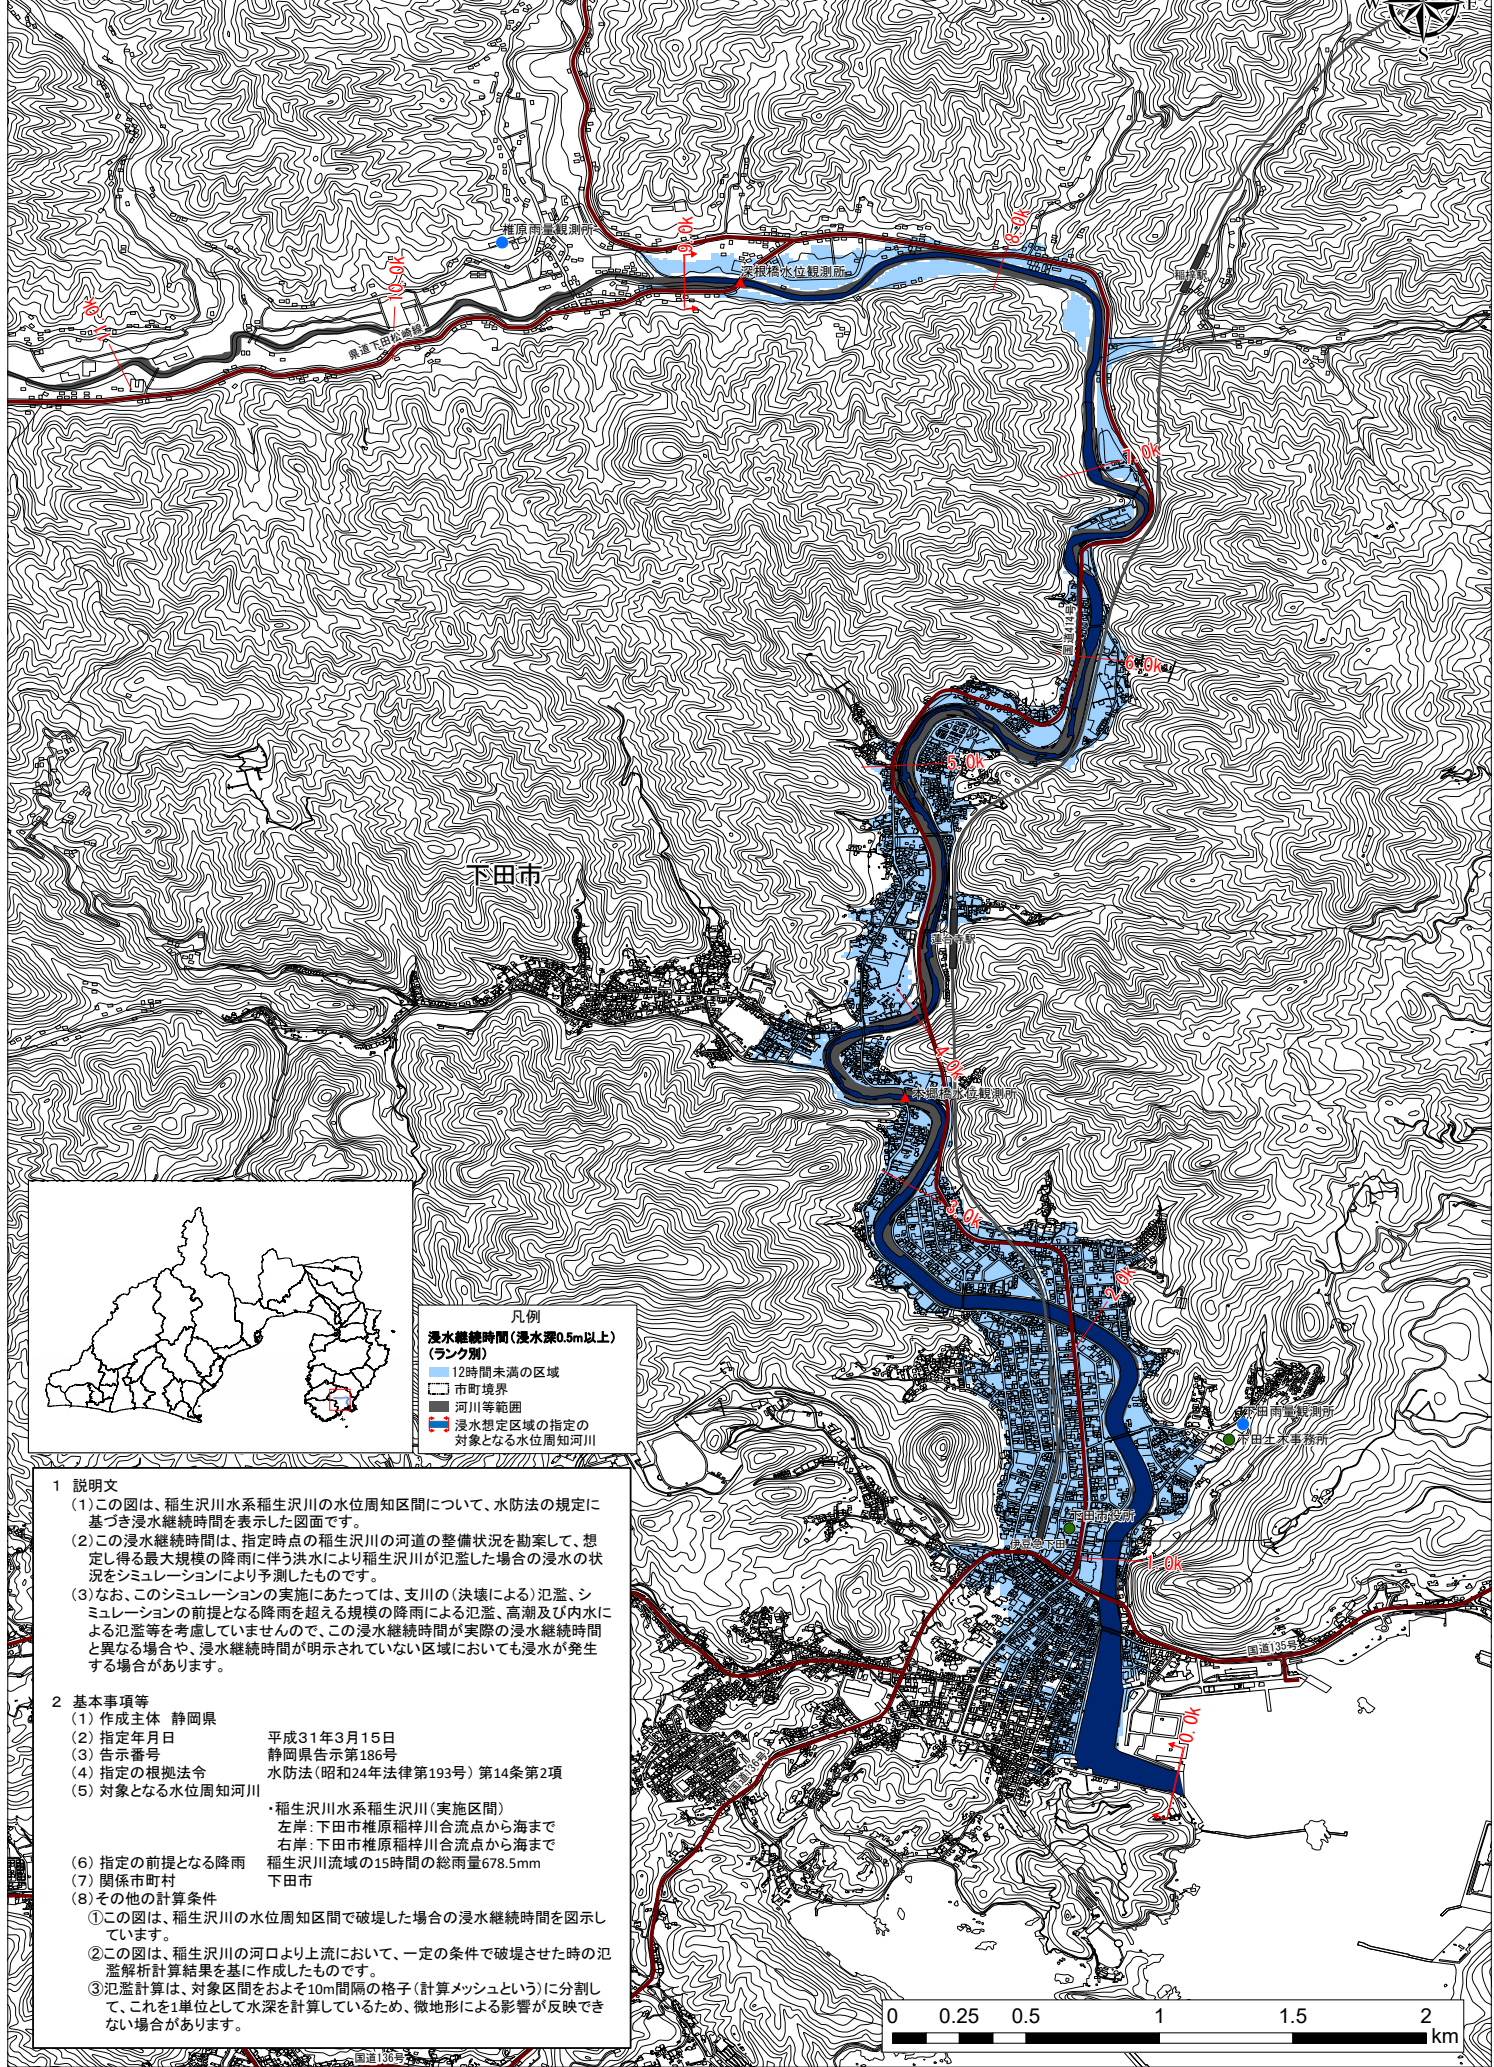 W
E
S
椎原雨量観測所
9.0k
8.0k
深根橋水位観測所
稲梓駅
10.0k
11.0k
県道下田松崎線
7.0k
国道414号
6.0k
5.0k
下田市
蓮台寺駅
4.0k
本郷橋水位観測所
3.0k
2.0k
下田雨量観測所
下田土木事務所
下田市役所
伊豆急下田
1.0k
国道135号
0.0k
国道136号
国道136号
凡例
浸水継続時間(浸水深0.5m以上)
(ランク別)
12時間未満の区域
市町境界
河川等範囲
浸水想定区域の指定の
対象となる水位周知河川
1 説明文
(1)この図は、稲生沢川水系稲生沢川の水位周知区間について、水防法の規定に
基づき浸水継続時間を表示した図面です。
(2)この浸水継続時間は、指定時点の稲生沢川の河道の整備状況を勘案して、想
定し得る最大規模の降雨に伴う洪水により稲生沢川が氾濫した場合の浸水の状
況をシミュレーションにより予測したものです。
(3)なお、このシミュレーションの実施にあたっては、支川の(決壊による)氾濫、シ
ミュレーションの前提となる降雨を超える規模の降雨による氾濫、高潮及び内水に
よる氾濫等を考慮していませんので、この浸水継続時間が実際の浸水継続時間
と異なる場合や、浸水継続時間が明示されていない区域においても浸水が発生
する場合があります。
2 基本事項等
(1) 作成主体 静岡県
(2) 指定年月日 平成31年3月15日
(3) 告示番号 静岡県告示第186号
(4) 指定の根拠法令 水防法(昭和24年法律第193号) 第14条第2項
(5) 対象となる水位周知河川
・稲生沢川水系稲生沢川(実施区間)
左岸:下田市椎原稲梓川合流点から海まで
右岸:下田市椎原稲梓川合流点から海まで
(6) 指定の前提となる降雨 稲生沢川流域の15時間の総雨量678.5mm
(7) 関係市町村 下田市
(8)その他の計算条件
①この図は、稲生沢川の水位周知区間で破堤した場合の浸水継続時間を図示し
ています。
②この図は、稲生沢川の河口より上流において、一定の条件で破堤させた時の氾
濫解析計算結果を基に作成したものです。
③氾濫計算は、対象区間をおよそ10m間隔の格子(計算メッシュという)に分割し
て、これを1単位として水深を計算しているため、微地形による影響が反映でき
ない場合があります。
0 0.25 0.5 1 1.5 2
km